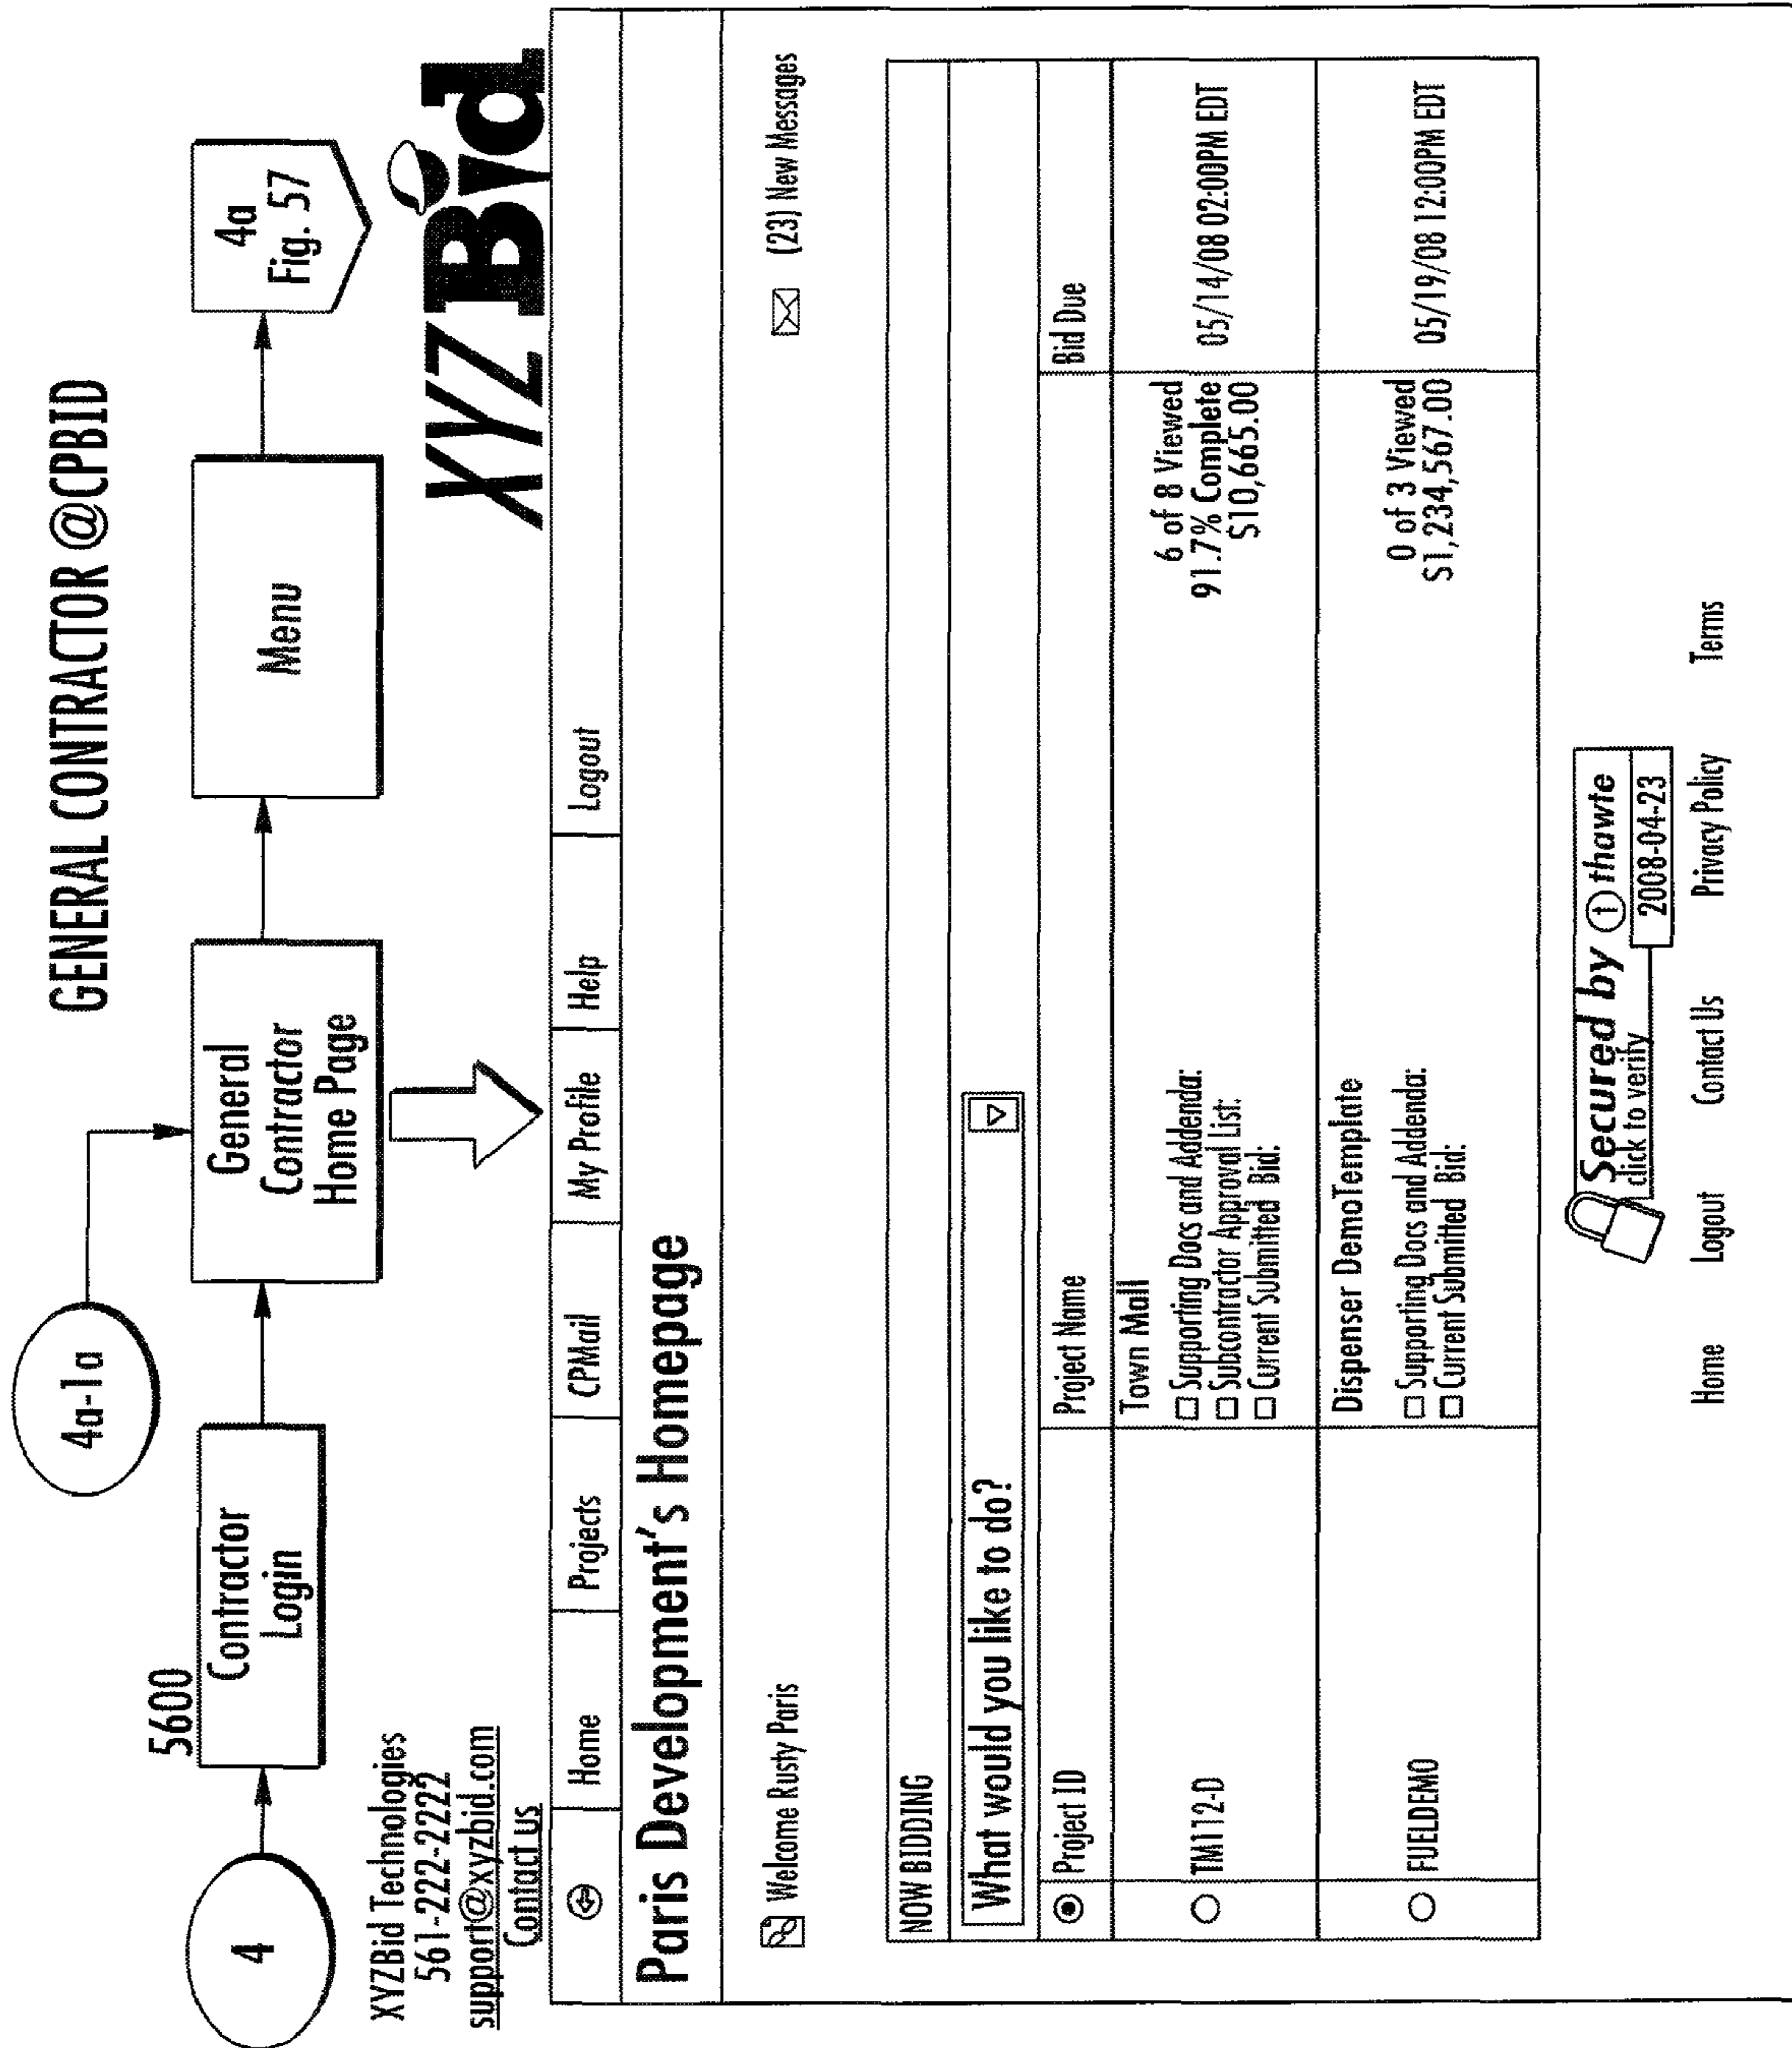 GENERAL CONTRACTOR @CPBID
4a-1a
4
5600
Contractor
Login
General
Contractor
Home Page
Menu
4a
Fig. 57
XYZBid Technologies
561-222-2222
support@xyzbid.com
Contact us
XYZ Bid
Home Projects CPMail My Profile Help Logout
Paris Development's Homepage
Welcome Rusty Paris (23) New Messages
NOW BIDDING
What would you like to do?
Project ID Project Name Bid Due
TM112-D Town Mall 05/14/08 02:00PM EDT
Supporting Docs and Addenda: 6 of 8 Viewed
Subcontractor Approval List: 91.7% Complete
Current Submitted Bid: $10,665.00
FUELDEMO Dispenser DemoTemplate 05/19/08 12:00PM EDT
Supporting Docs and Addenda: 0 of 3 Viewed
Current Submitted Bid: $1,234,567.00
Secured by t thawte
click to verify 2008-04-23
Home Logout Contact Us Privacy Policy Terms